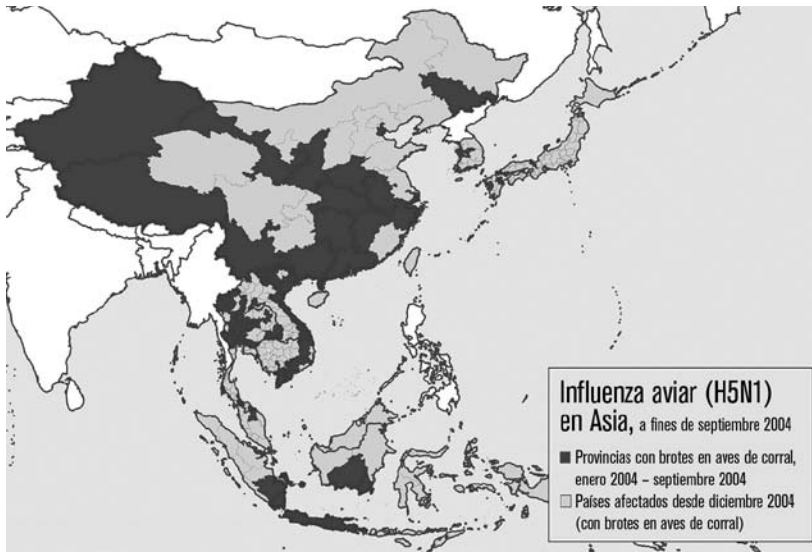 Influenza aviar (H5N1)
en Asia, a fines de septiembre 2004
Provincias con brotes en aves de corral,
enero 2004 – septiembre 2004
Países afectados desde diciembre 2004
(con brotes en aves de corral)